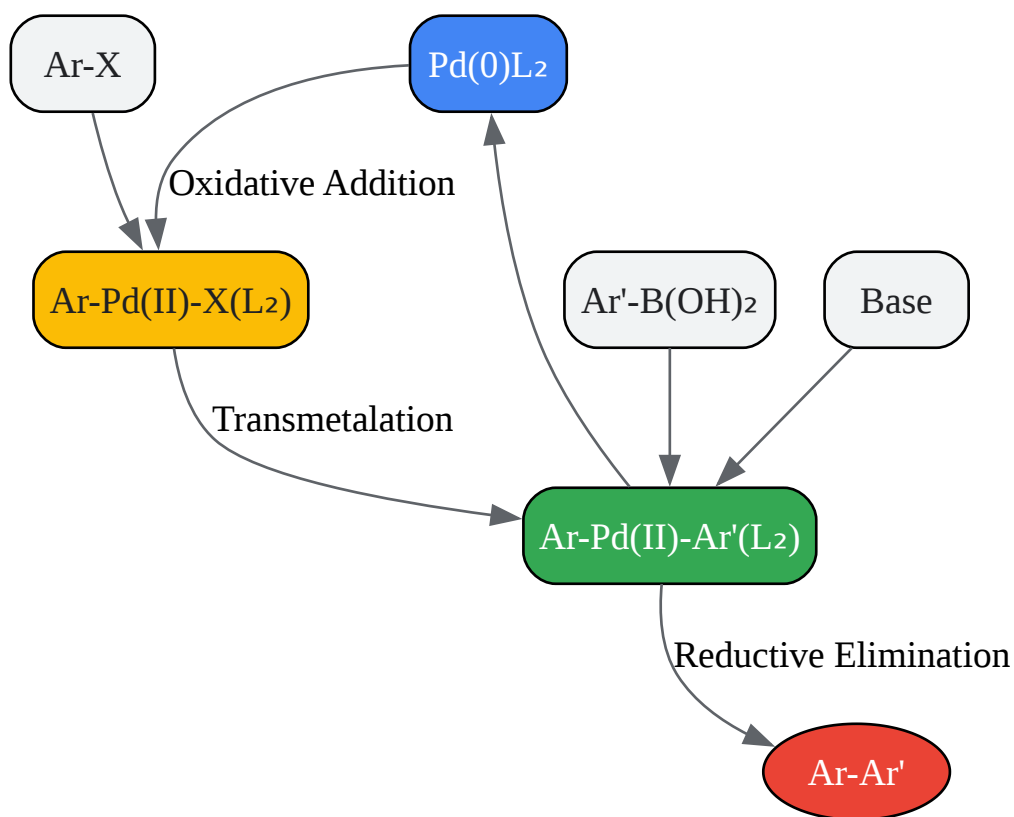 Ar-X
Pd(0)L₂
Oxidative Addition
Ar-Pd(II)-X(L₂)
Ar'-B(OH)₂
Base
Transmetalation
Ar-Pd(II)-Ar'(L₂)
Reductive Elimination
Ar-Ar'